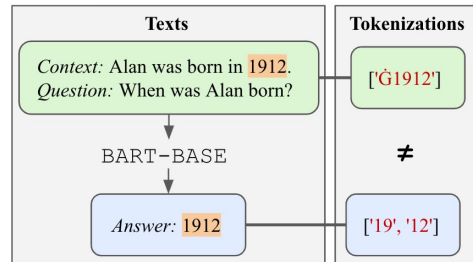 Texts
Tokenizations
Context: Alan was born in 1912.
Question: When was Alan born?
['Ġ1912']
BART-BASE
≠
Answer: 1912
['19', '12']